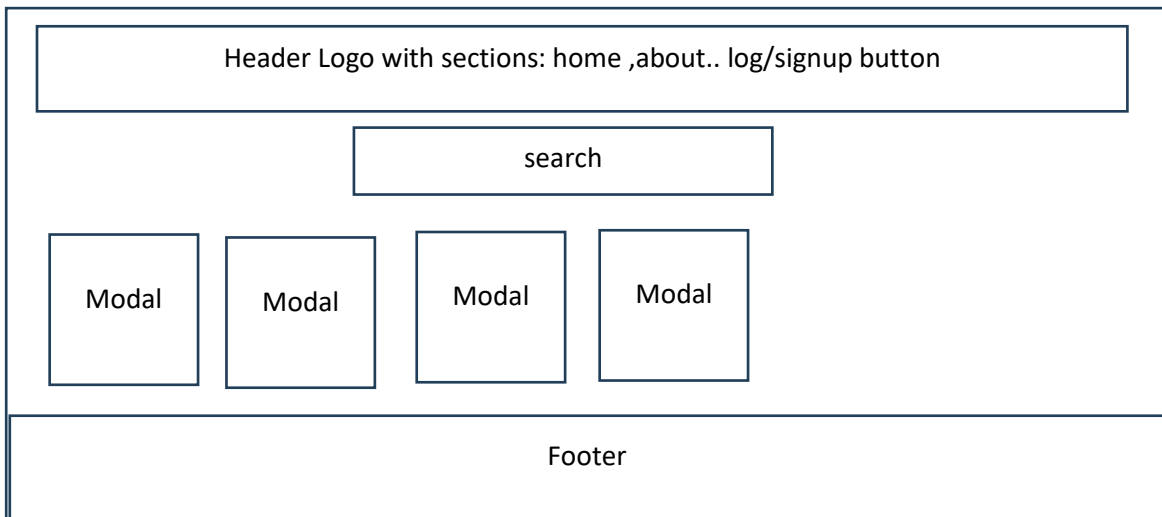 Header Logo with sections: home ,about.. log/signup button
search
Modal
Modal
Modal
Modal
Footer